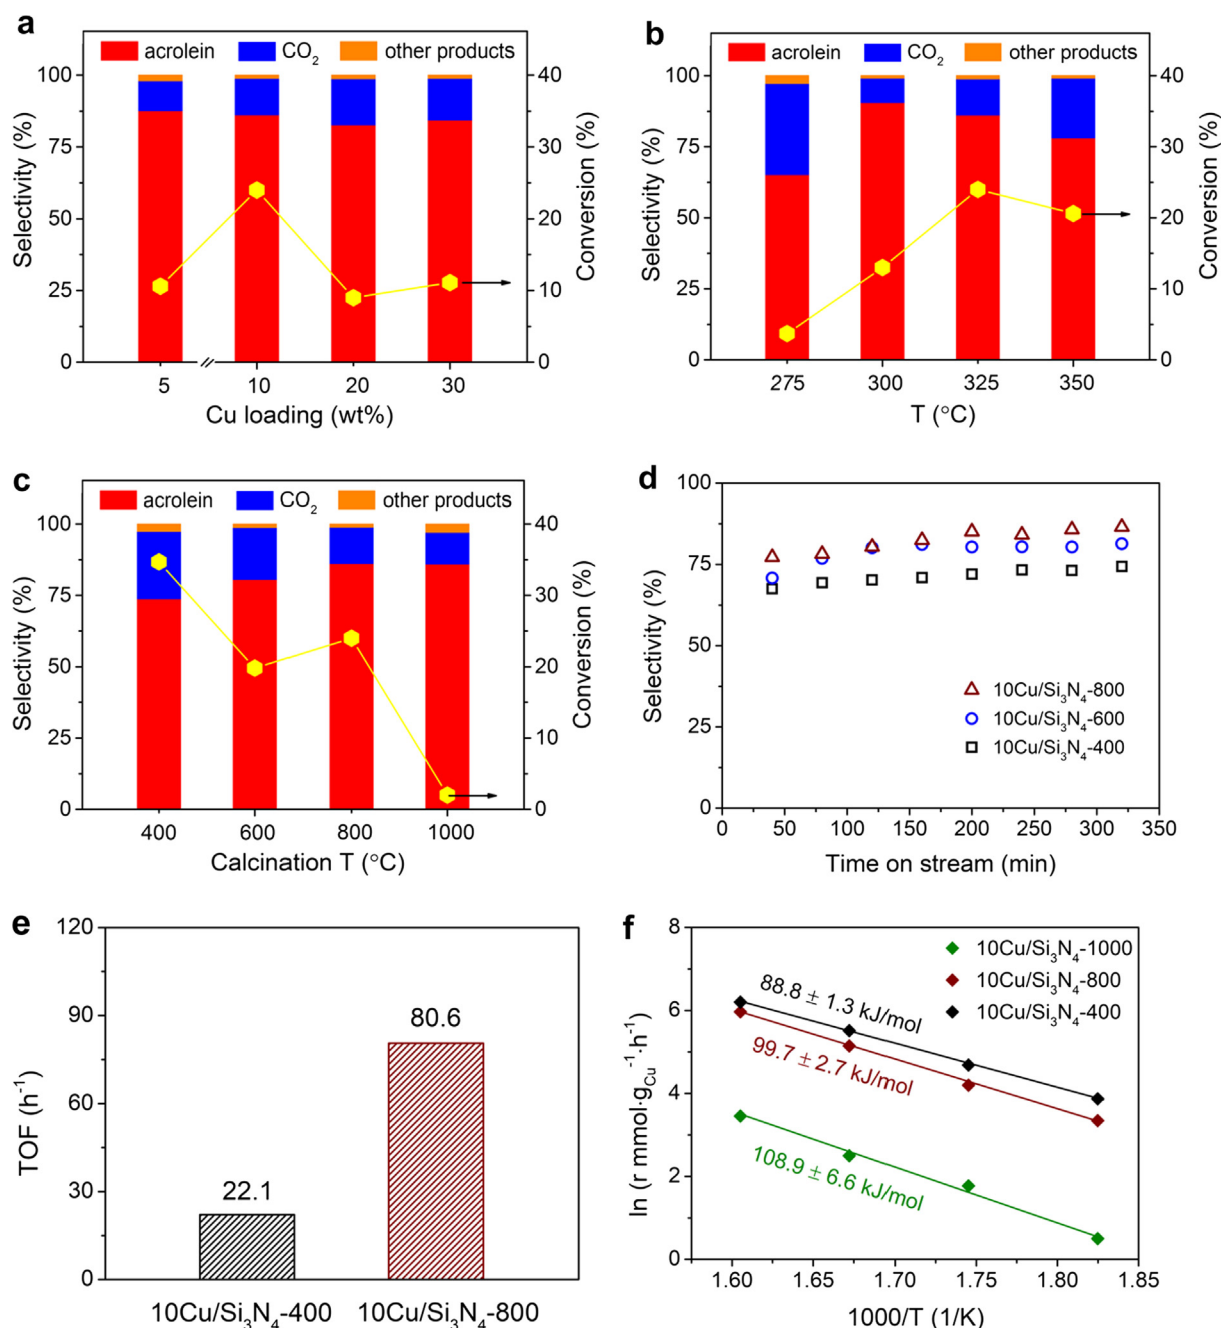 a
acrolein CO₂ other products
100
75
50
25
0
Selectivity (%)
40
30
20
10
0
Conversion (%)
5 10 20 30
Cu loading (wt%)
b
acrolein CO₂ other products
100
75
50
25
0
Selectivity (%)
40
30
20
10
0
Conversion (%)
275 300 325 350
T (°C)
c
acrolein CO₂ other products
100
75
50
25
0
Selectivity (%)
40
30
20
10
0
Conversion (%)
400 600 800 1000
Calcination T (°C)
d
100
75
50
25
0
Selectivity (%)
10Cu/Si₃N₄-800
10Cu/Si₃N₄-600
10Cu/Si₃N₄-400
0 50 100 150 200 250 300 350
Time on stream (min)
e
120
90
60
30
0
TOF (h⁻¹)
22.1
80.6
10Cu/Si₃N₄-400 10Cu/Si₃N₄-800
f
8
6
4
2
0
ln (r mmol·g_Cu⁻¹·h⁻¹)
10Cu/Si₃N₄-1000
10Cu/Si₃N₄-800
10Cu/Si₃N₄-400
88.8 ± 1.3 kJ/mol
99.7 ± 2.7 kJ/mol
108.9 ± 6.6 kJ/mol
1.60 1.65 1.70 1.75 1.80 1.85
1000/T (1/K)